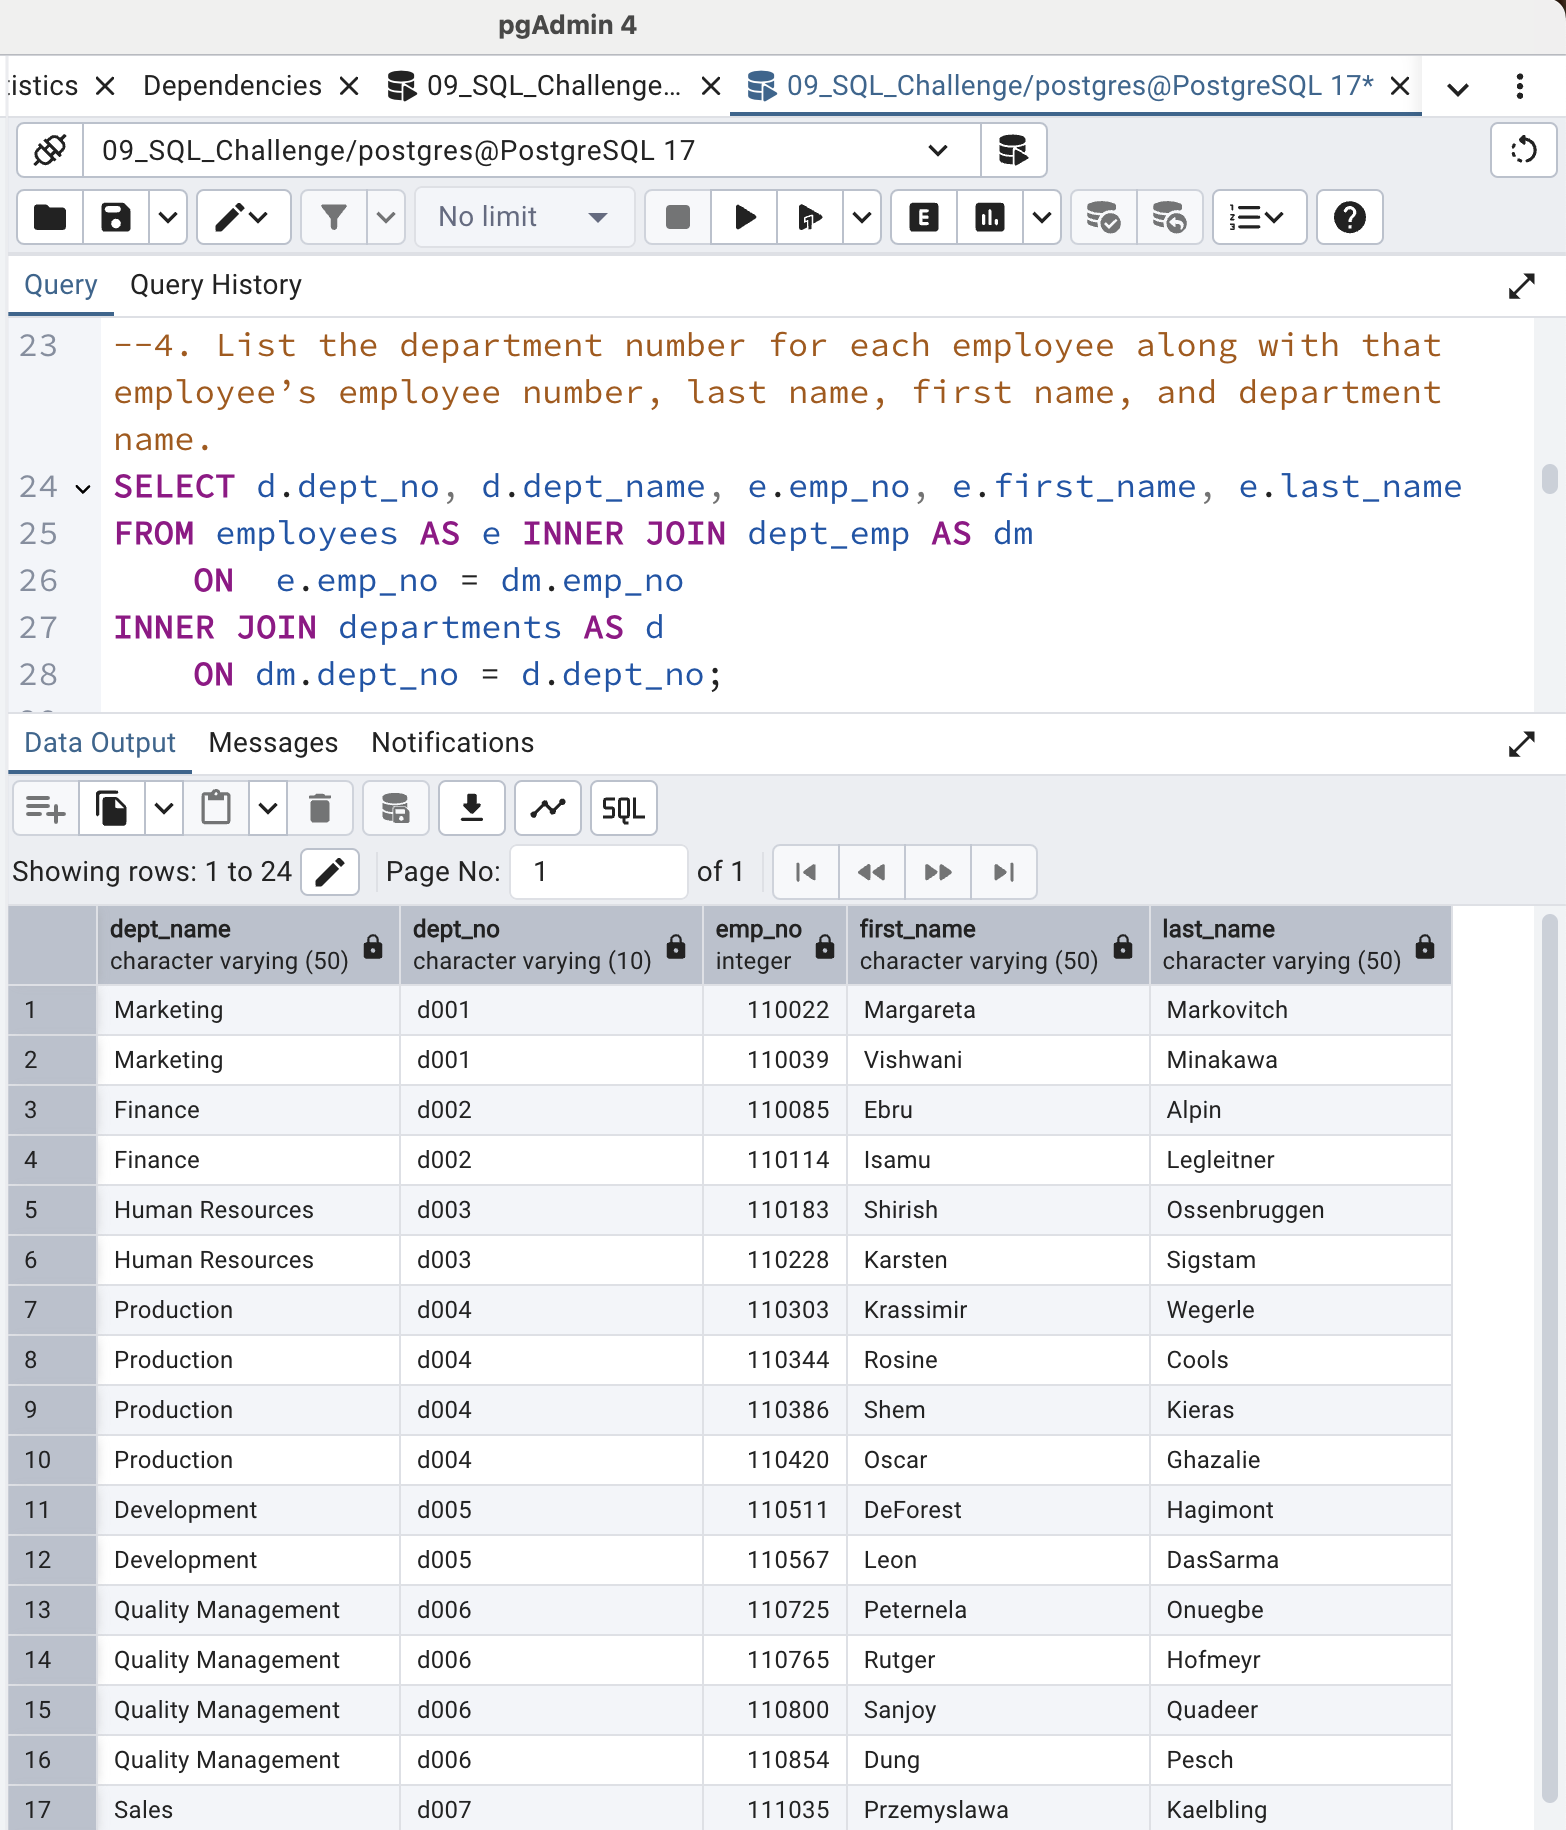 pgAdmin 4
tistics Dependencies 09_SQL_Challenge... 09_SQL_Challenge/postgres@PostgreSQL 17*
09_SQL_Challenge/postgres@PostgreSQL 17
No limit E
Query Query History
23 --4. List the department number for each employee along with that
employee’s employee number, last name, first name, and department
name.
24 SELECT d.dept_no, d.dept_name, e.emp_no, e.first_name, e.last_name
25 FROM employees AS e INNER JOIN dept_emp AS dm
26 ON e.emp_no = dm.emp_no
27 INNER JOIN departments AS d
28 ON dm.dept_no = d.dept_no;
Data Output Messages Notifications
SQL
Showing rows: 1 to 24 Page No: 1 of 1
dept_name dept_no emp_no first_name last_name
character varying (50) character varying (10) integer character varying (50) character varying (50)
1 Marketing d001 110022 Margareta Markovitch
2 Marketing d001 110039 Vishwani Minakawa
3 Finance d002 110085 Ebru Alpin
4 Finance d002 110114 Isamu Legleitner
5 Human Resources d003 110183 Shirish Ossenbruggen
6 Human Resources d003 110228 Karsten Sigstam
7 Production d004 110303 Krassimir Wegerle
8 Production d004 110344 Rosine Cools
9 Production d004 110386 Shem Kieras
10 Production d004 110420 Oscar Ghazalie
11 Development d005 110511 DeForest Hagimont
12 Development d005 110567 Leon DasSarma
13 Quality Management d006 110725 Peternela Onuegbe
14 Quality Management d006 110765 Rutger Hofmeyr
15 Quality Management d006 110800 Sanjoy Quadeer
16 Quality Management d006 110854 Dung Pesch
17 Sales d007 111035 Przemyslawa Kaelbling